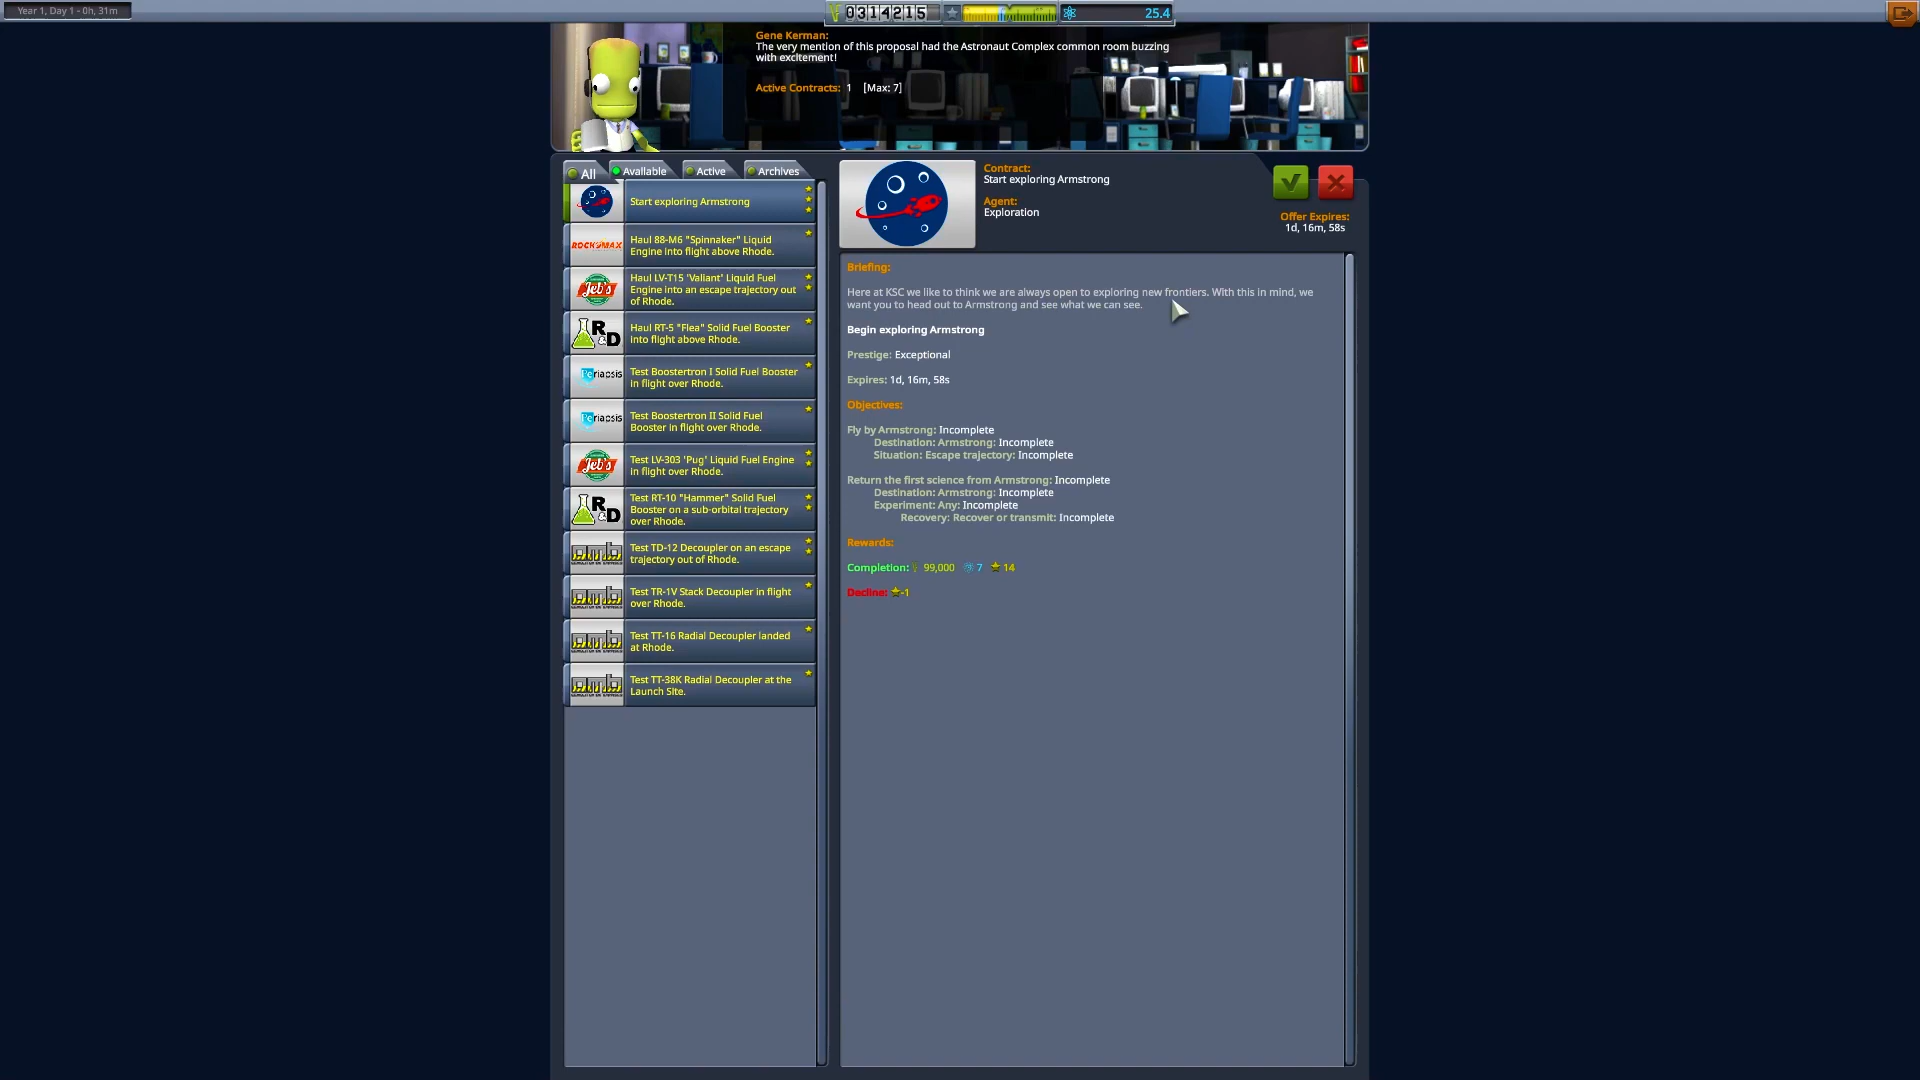 Year 1, Day 1 - 0h, 31m
0314215
25.4
Gene Kerman:
The very mention of this proposal had the Astronaut Complex common room buzzing
with excitement!
Active Contracts: 1 [Max: 7]
All
Available
Active
Archives
Start exploring Armstrong
ROCKOMAX
Haul 88-M6 "Spinnaker" Liquid
Engine into flight above Rhode.
Jeb's
Haul LV-T15 'Valiant' Liquid Fuel
Engine into an escape trajectory out
of Rhode.
R&D
Haul RT-5 "Flea" Solid Fuel Booster
into flight above Rhode.
Periapsis
Test Boostertron I Solid Fuel Booster
in flight over Rhode.
Periapsis
Test Boostertron II Solid Fuel
Booster in flight over Rhode.
Jeb's
Test LV-303 'Pug' Liquid Fuel Engine
in flight over Rhode.
R&D
Test RT-10 "Hammer" Solid Fuel
Booster on a sub-orbital trajectory
over Rhode.
Test TD-12 Decoupler on an escape
trajectory out of Rhode.
Test TR-1V Stack Decoupler in flight
over Rhode.
Test TT-16 Radial Decoupler landed
at Rhode.
Test TT-38K Radial Decoupler at the
Launch Site.
Contract:
Start exploring Armstrong
Agent:
Exploration
Offer Expires:
1d, 16m, 58s
Briefing:
Here at KSC we like to think we are always open to exploring new frontiers. With this in mind, we
want you to head out to Armstrong and see what we can see.
Begin exploring Armstrong
Prestige: Exceptional
Expires: 1d, 16m, 58s
Objectives:
Fly by Armstrong: Incomplete
Destination: Armstrong: Incomplete
Situation: Escape trajectory: Incomplete
Return the first science from Armstrong: Incomplete
Destination: Armstrong: Incomplete
Experiment: Any: Incomplete
Recovery: Recover or transmit: Incomplete
Rewards:
Completion: 99,000 7 14
Decline: -1